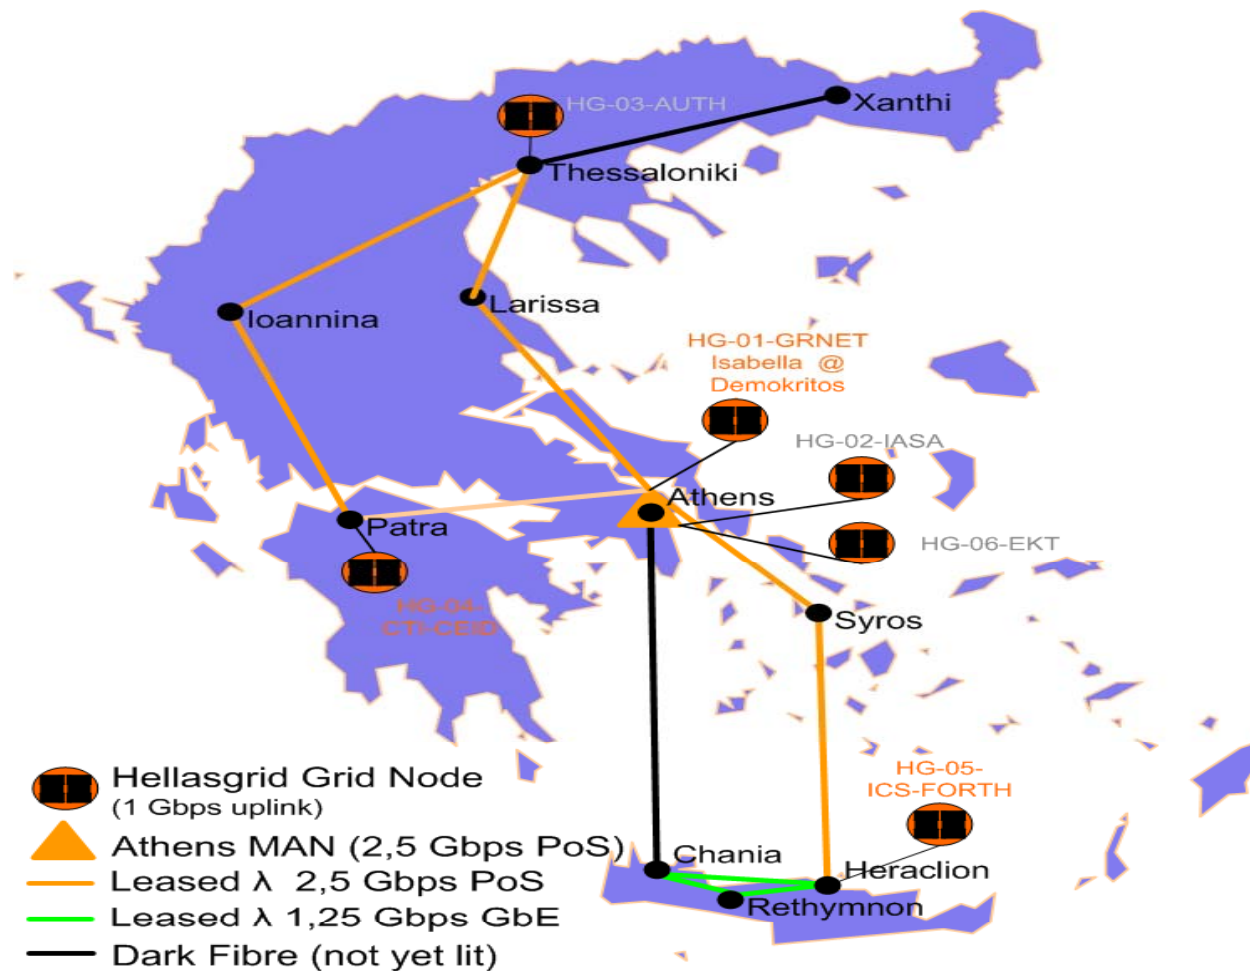 HG-03-AUTH
Xanthi
Thessaloniki
Larissa
Ioannina
HG-01-GRNET
Isabella @
Demokritos
HG-02-IASA
Athens
Patra
HG-06-EKT
HG-04-
CTI-CEID
Syros
HG-05-
ICS-FORTH
Chania
Heraclion
Rethymnon
Hellasgrid Grid Node
(1 Gbps uplink)
Athens MAN (2,5 Gbps PoS)
Leased λ 2,5 Gbps PoS
Leased λ 1,25 Gbps GbE
Dark Fibre (not yet lit)